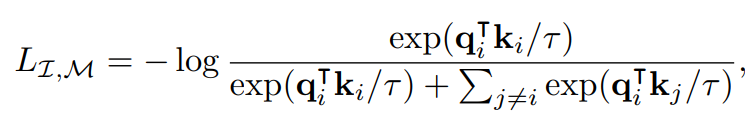 L_{\mathcal{I},\mathcal{M}} = -\log \frac{\exp(\mathbf{q}_i^\intercal \mathbf{k}_i/\tau)}{\exp(\mathbf{q}_i^\intercal \mathbf{k}_i/\tau) + \sum_{j \neq i} \exp(\mathbf{q}_i^\intercal \mathbf{k}_j/\tau)},